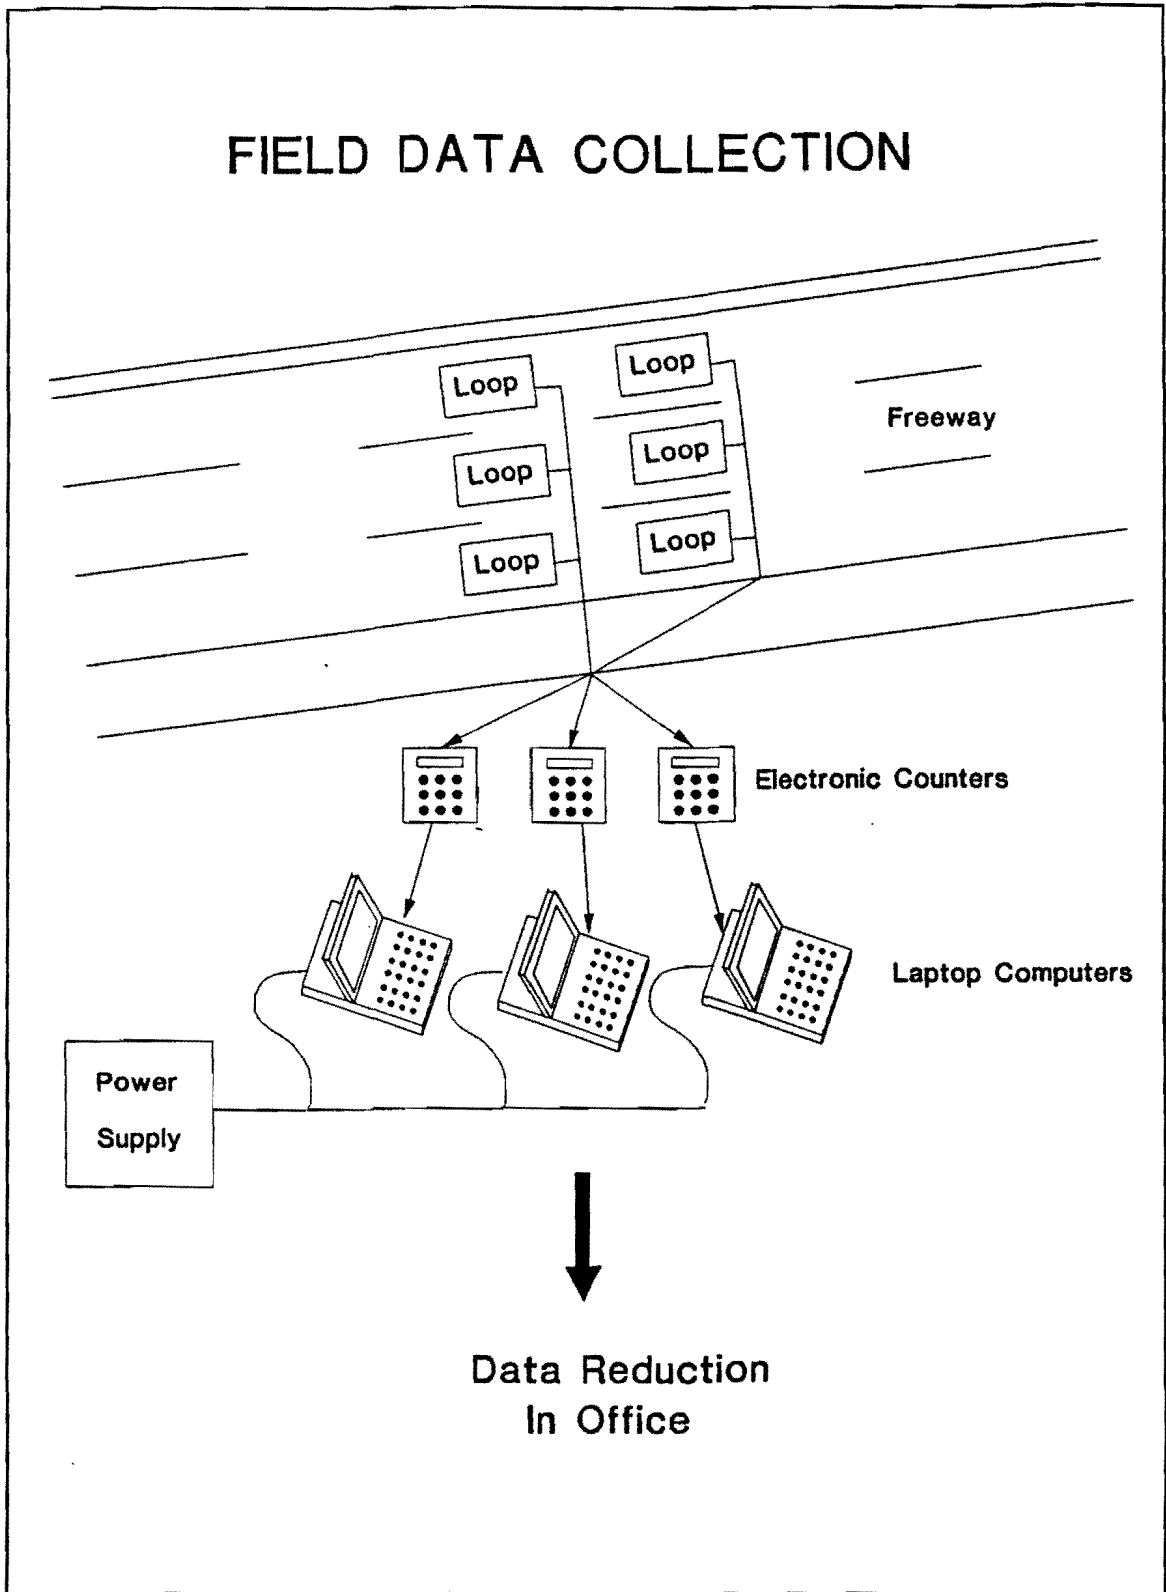 FIELD DATA COLLECTION
Loop
Loop
Loop
Loop
Freeway
Loop
Loop
Electronic Counters
Laptop Computers
Power
Supply
Data Reduction
In Office